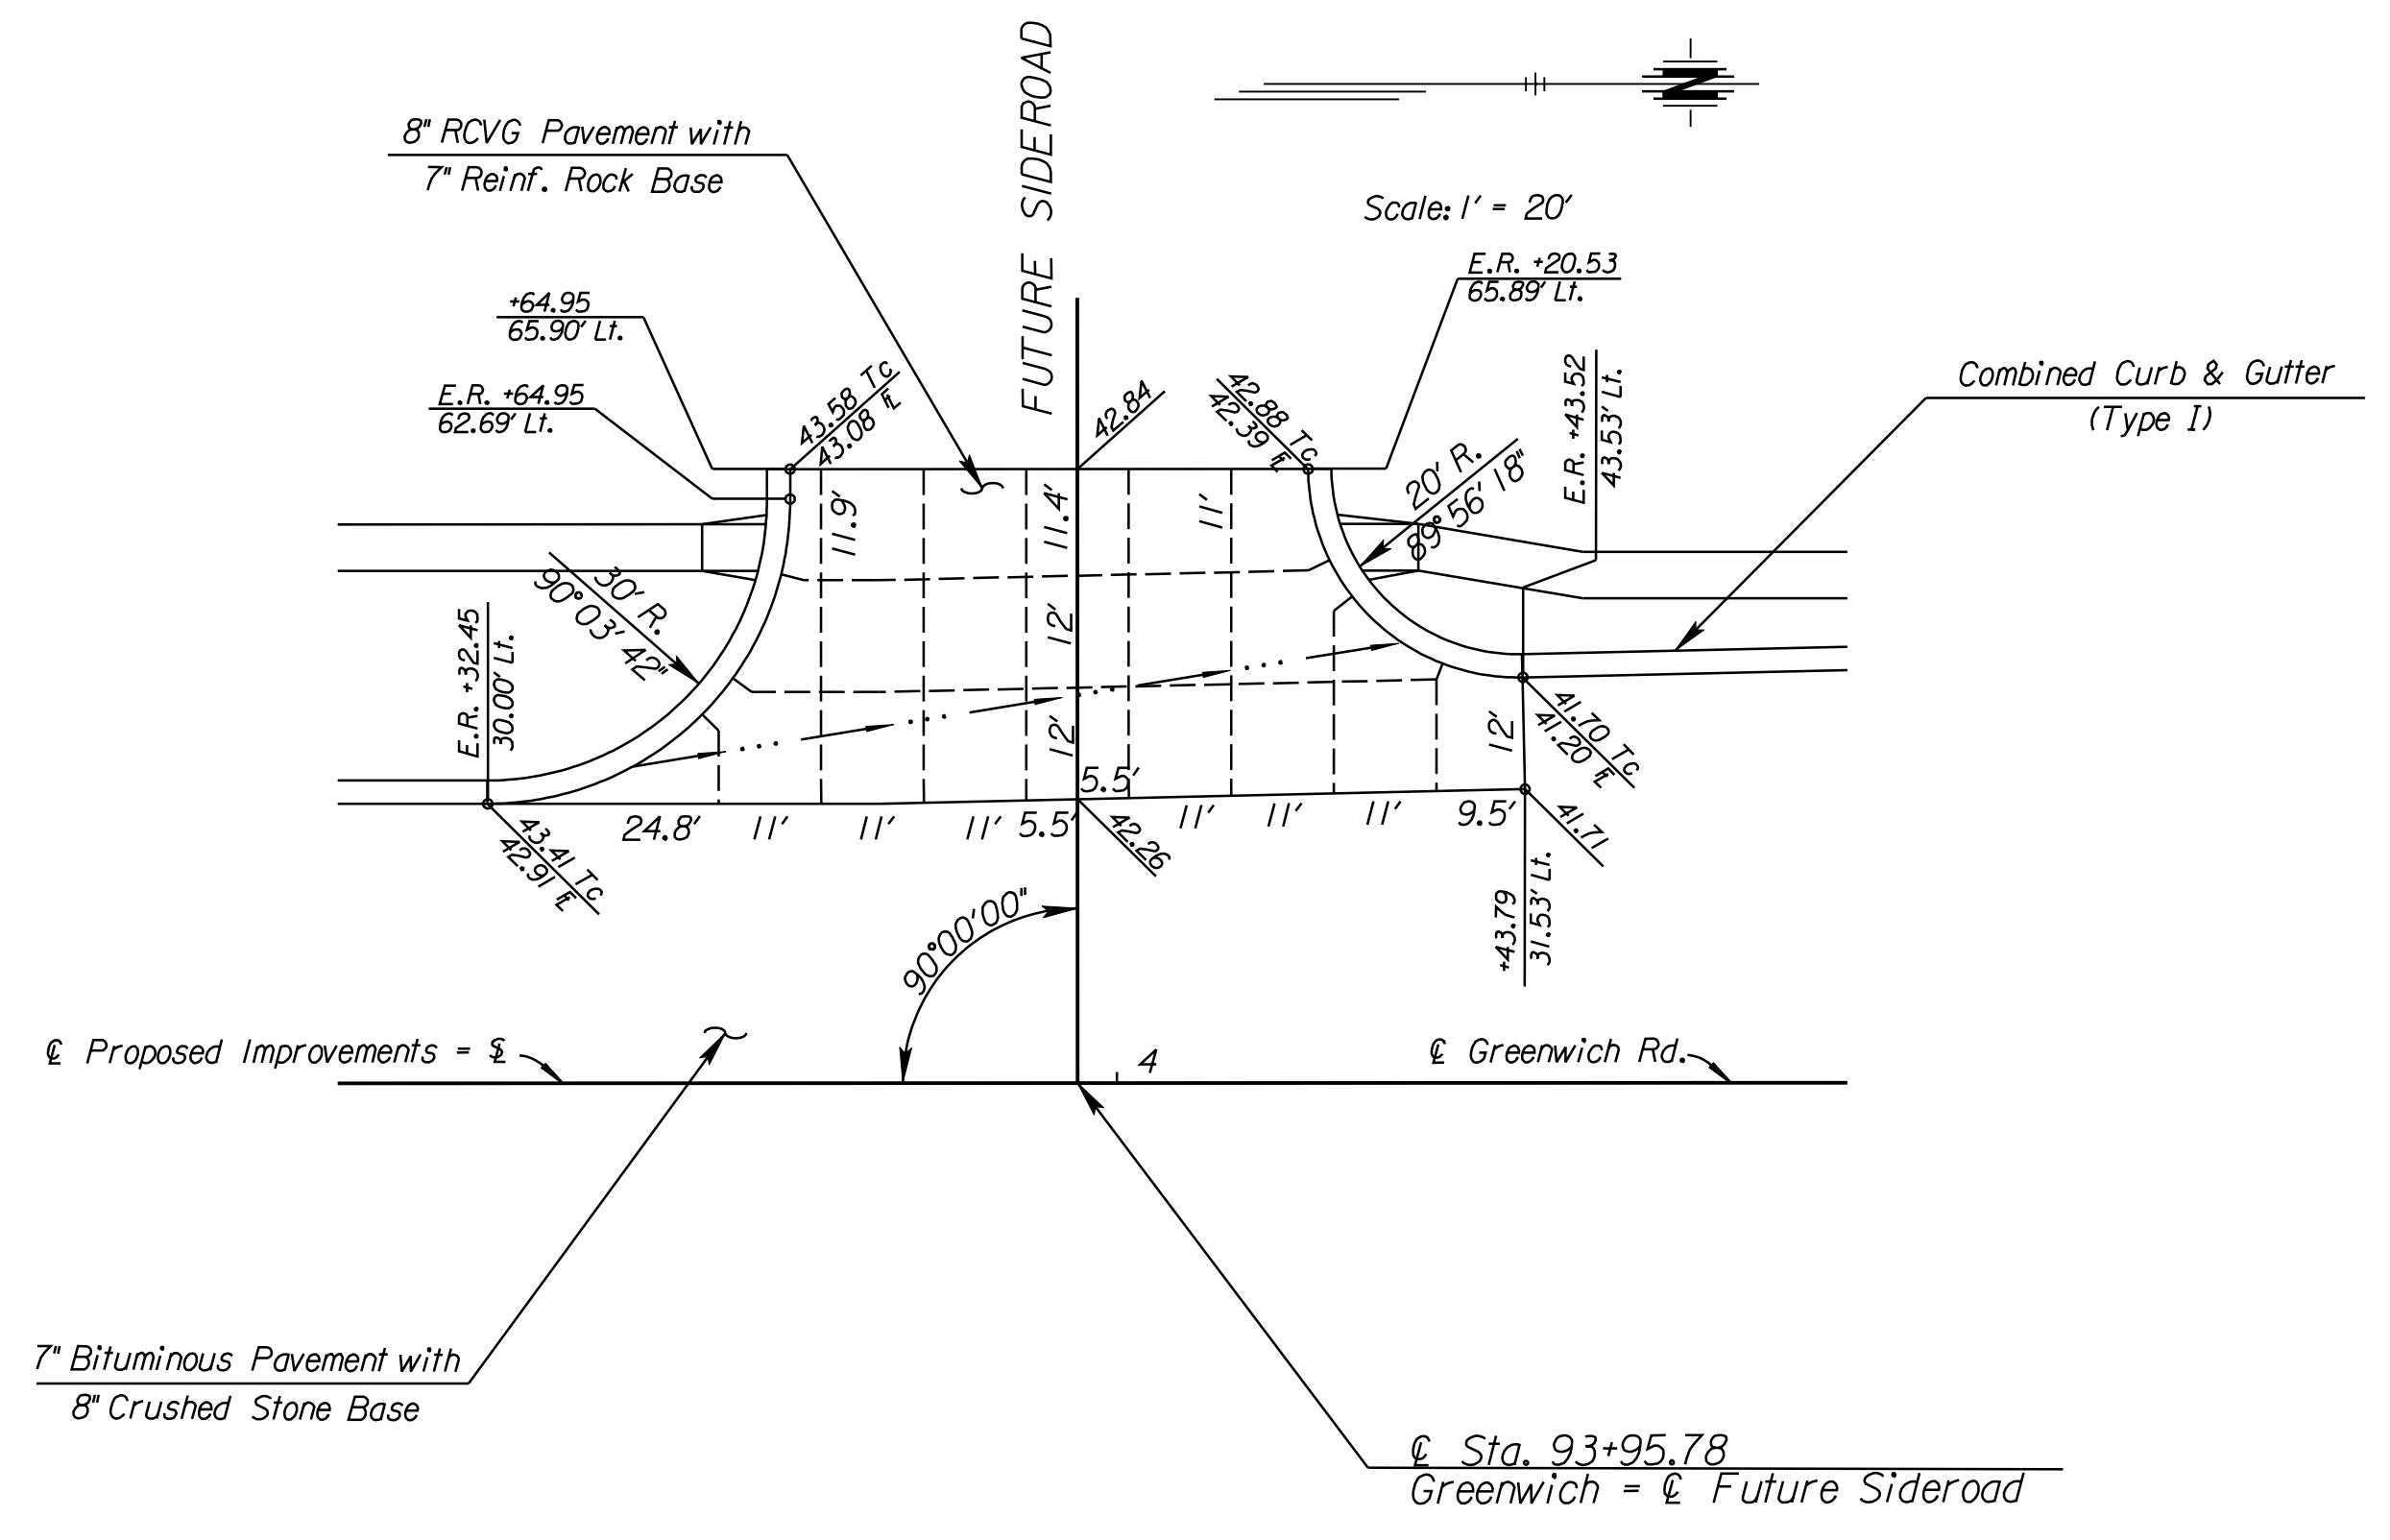 FUTURE SIDEROAD
N
8" RCVG Pavement with
7" Reinf. Rock Base
Scale: 1' = 20'
E.R. +20.53
65.89' Lt.
+64.95
65.90' Lt.
E.R. +64.95
62.69' Lt.
43.58 Tc
43.08 FL
42.84
42.88 Tc
42.39 FL
20' R.
89°56'18"
E.R. +43.52
43.53' Lt.
Combined Curb & Gutter
(Type I)
11.9'
11.4'
11'
30' R.
90°03'42"
E.R. +32.45
30.00' Lt.
12'
12'
12'
41.70 Tc
41.20 FL
5.5'
24.8'
11'
11'
11'
5.5'
11'
11'
11'
9.5'
43.41 Tc
42.91 FL
42.26
41.71
+43.79
31.53' Lt.
90°00'00"
℄ Proposed Improvements = SL
4
℄ Greenwich Rd.
7" Bituminous Pavement with
8" Crushed Stone Base
℄ Sta. 93+95.78
Greenwich = ℄ Future Sideroad